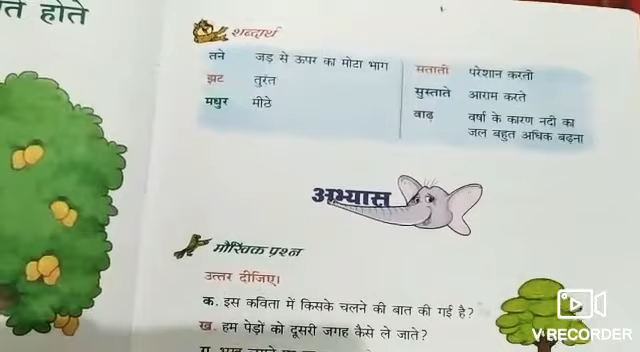 ते होते
शब्दार्थ
तने जड़ से ऊपर का मोटा भाग
झट तुरंत
मधुर मीठे
सताती परेशान करती
सुस्ताते आराम करते
बाढ़ वर्षा के कारण नदी का
जल बहुत अधिक बढ़ना
अभ्यास
मौखिक प्रश्न
उत्तर दीजिए।
क. इस कविता में किसके चलने की बात की गई है?
ख. हम पेड़ों को दूसरी जगह कैसे ले जाते?
V RECORDER